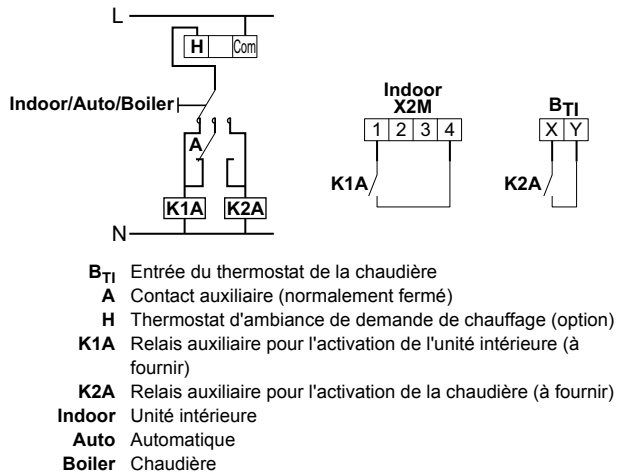 L
H Com
Indoor/Auto/Boiler
A
K1A K2A
N
Indoor
X2M
1 2 3 4
K1A
BTI
X Y
K2A
BTI Entrée du thermostat de la chaudière
A Contact auxiliaire (normalement fermé)
H Thermostat d'ambiance de demande de chauffage (option)
K1A Relais auxiliaire pour l'activation de l'unité intérieure (à
fournir)
K2A Relais auxiliaire pour l'activation de la chaudière (à fournir)
Indoor Unité intérieure
Auto Automatique
Boiler Chaudière